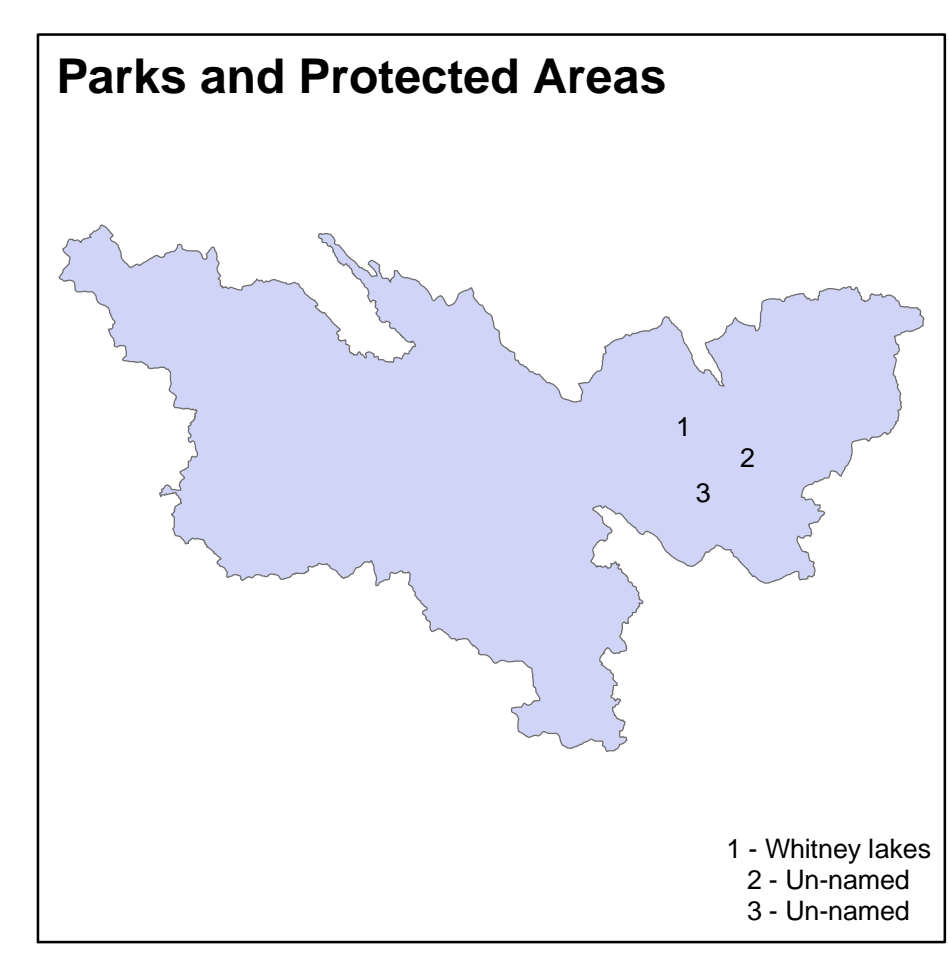 Parks and Protected Areas
1
2
3
1 - Whitney lakes
2 - Un-named
3 - Un-named